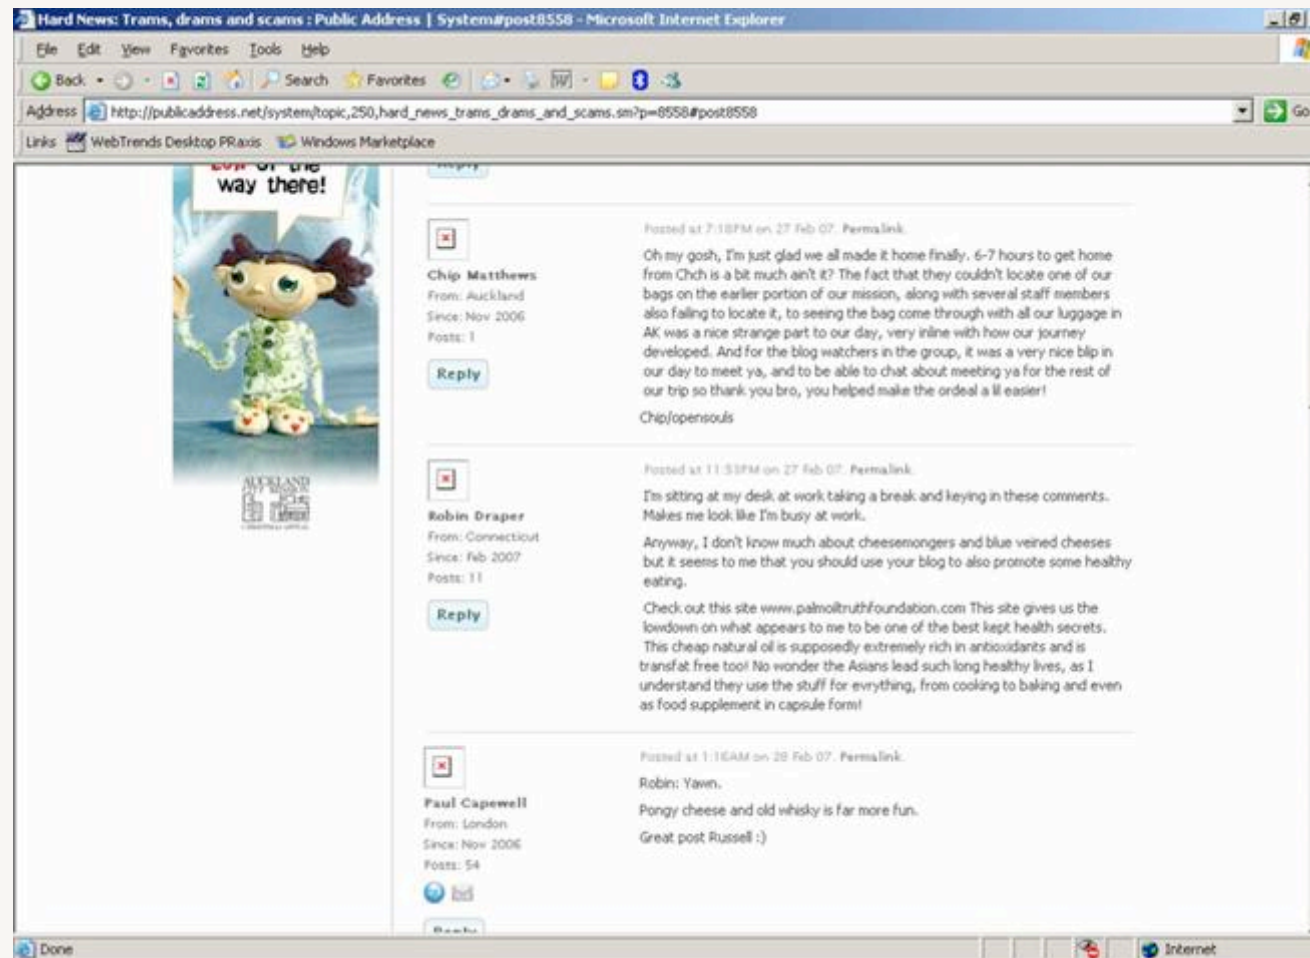 Hard News: Trams, drams and scams : Public Address | System#post8558 - Microsoft Internet Explorer
File Edit View Favorites Tools Help
Back Search Favorites
Address http://publicaddress.net/system/topic,250,hard_news_trams_drams_and_scams.sm?p=8558#post8558 Go
Links WebTrends Desktop PRaxis Windows Marketplace
of the
way there!
AUCKLAND
CITY MISSION
Reply
Chip Matthews
From: Auckland
Since: Nov 2006
Posts: 1
Reply
Posted at 7:18PM on 27 Feb 07. Permalink.
Oh my gosh, I'm just glad we all made it home finally. 6-7 hours to get home
from Chch is a bit much ain't it? The fact that they couldn't locate one of our
bags on the earlier portion of our mission, along with several staff members
also failing to locate it, to seeing the bag come through with all our luggage in
AK was a nice strange part to our day, very inline with how our journey
developed. And for the blog watchers in the group, it was a very nice blip in
our day to meet ya, and to be able to chat about meeting ya for the rest of
our trip so thank you bro, you helped make the ordeal a lil easier!
Chip/opensouls
Robin Draper
From: Connecticut
Since: Feb 2007
Posts: 11
Reply
Posted at 11:53PM on 27 Feb 07. Permalink.
I'm sitting at my desk at work taking a break and keying in these comments.
Makes me look like I'm busy at work.
Anyway, I don't know much about cheesemongers and blue veined cheeses
but it seems to me that you should use your blog to also promote some healthy
eating.
Check out this site www.palmoiltruthfoundation.com This site gives us the
lowdown on what appears to me to be one of the best kept health secrets.
This cheap natural oil is supposedly extremely rich in antioxidants and is
transfat free too! No wonder the Asians lead such long healthy lives, as I
understand they use the stuff for evrything, from cooking to baking and even
as food supplement in capsule form!
Paul Capewell
From: London
Since: Nov 2006
Posts: 54
Reply
Posted at 1:16AM on 28 Feb 07. Permalink.
Robin: Yawn.
Pongy cheese and old whisky is far more fun.
Great post Russell :)
Done Internet